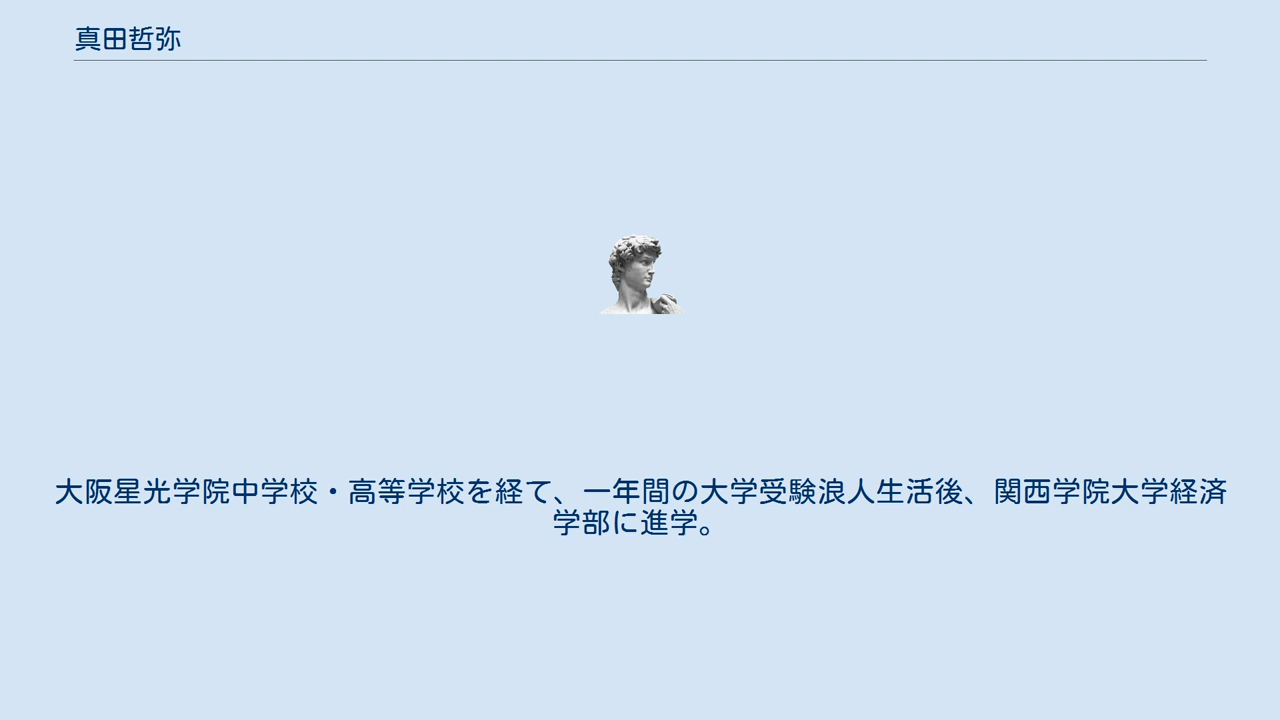 真田哲弥
大阪星光学院中学校・高等学校を経て、一年間の大学受験浪人生活後、関西学院大学経済
学部に進学。